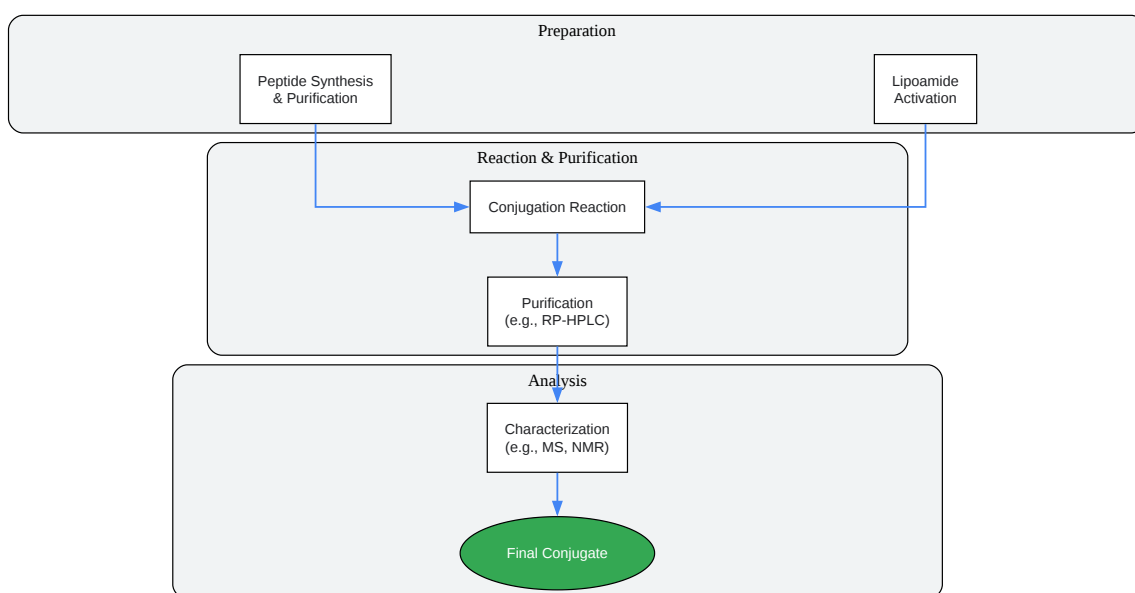 Preparation
Peptide Synthesis
& Purification
Lipoamide
Activation
Reaction & Purification
Conjugation Reaction
Purification
(e.g., RP-HPLC)
Analysis
Characterization
(e.g., MS, NMR)
Final Conjugate